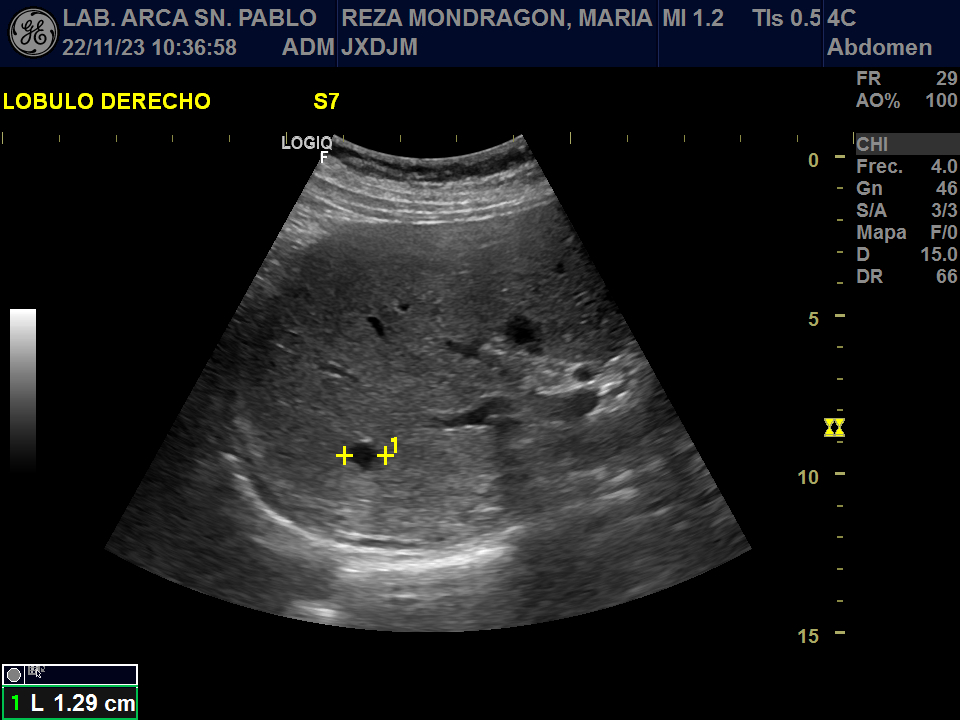 LAB. ARCA SN. PABLO
REZA MONDRAGON, MARIA
MI 1.2
TIs 0.5
4C
22/11/23 10:36:58
ADM
JXDJM
Abdomen
LOBULO DERECHO
S7
FR 29
AO% 100
CHI
Frec. 4.0
Gn 46
S/A 3/3
Mapa F/0
D 15.0
DR 66
LOGIQ
F
0
5
10
15
1
1 L 1.29 cm